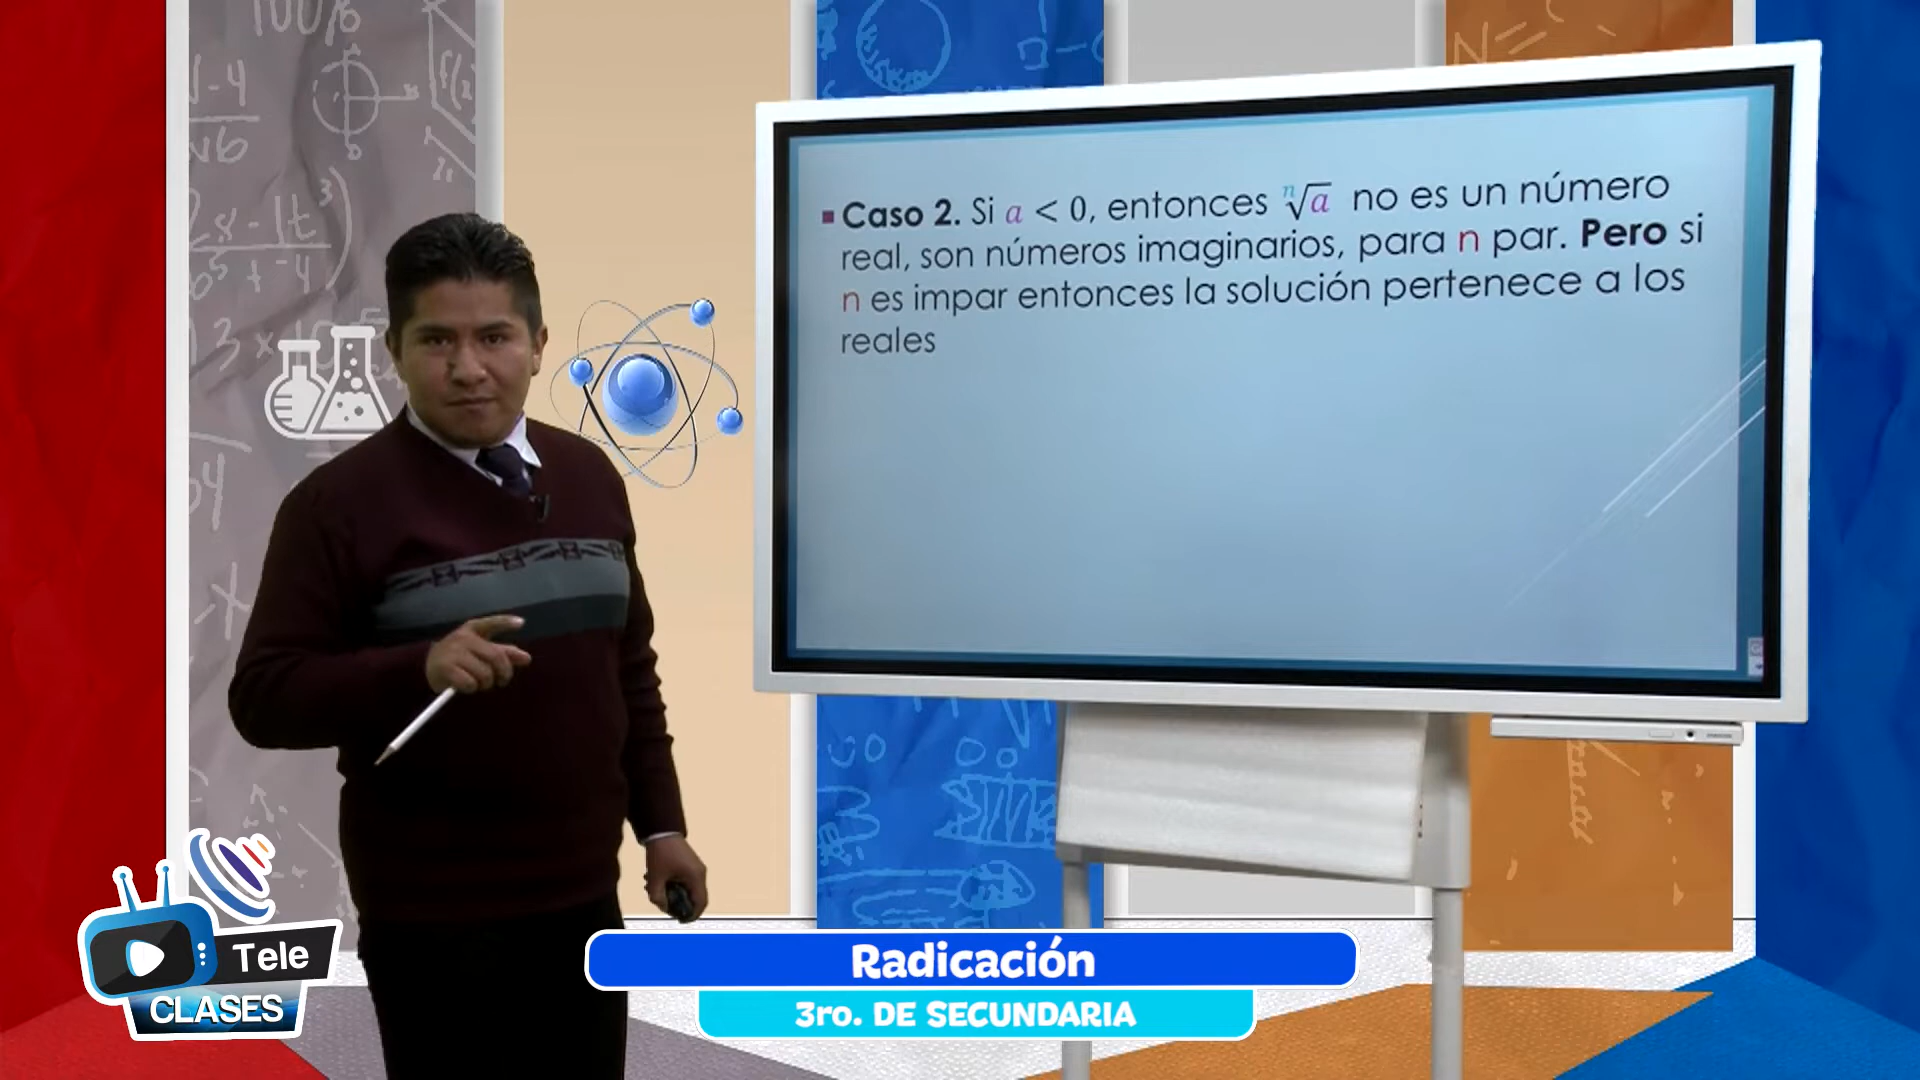 Caso 2. Si a < 0, entonces ⁿ√a no es un número
real, son números imaginarios, para n par. Pero si
n es impar entonces la solución pertenece a los
reales
Radicación
3ro. DE SECUNDARIA
Tele
CLASES
100%